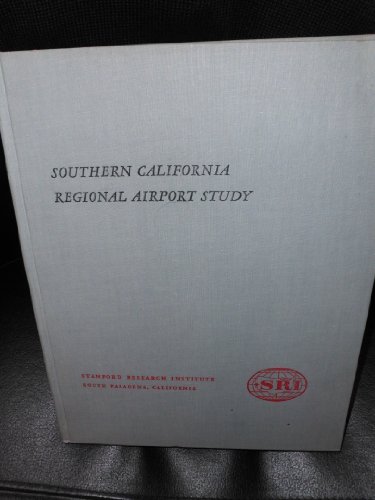 SOUTHERN CALIFORNIA
REGIONAL AIRPORT STUDY
STANFORD RESEARCH INSTITUTE
SOUTH PASADENA, CALIFORNIA
SRI